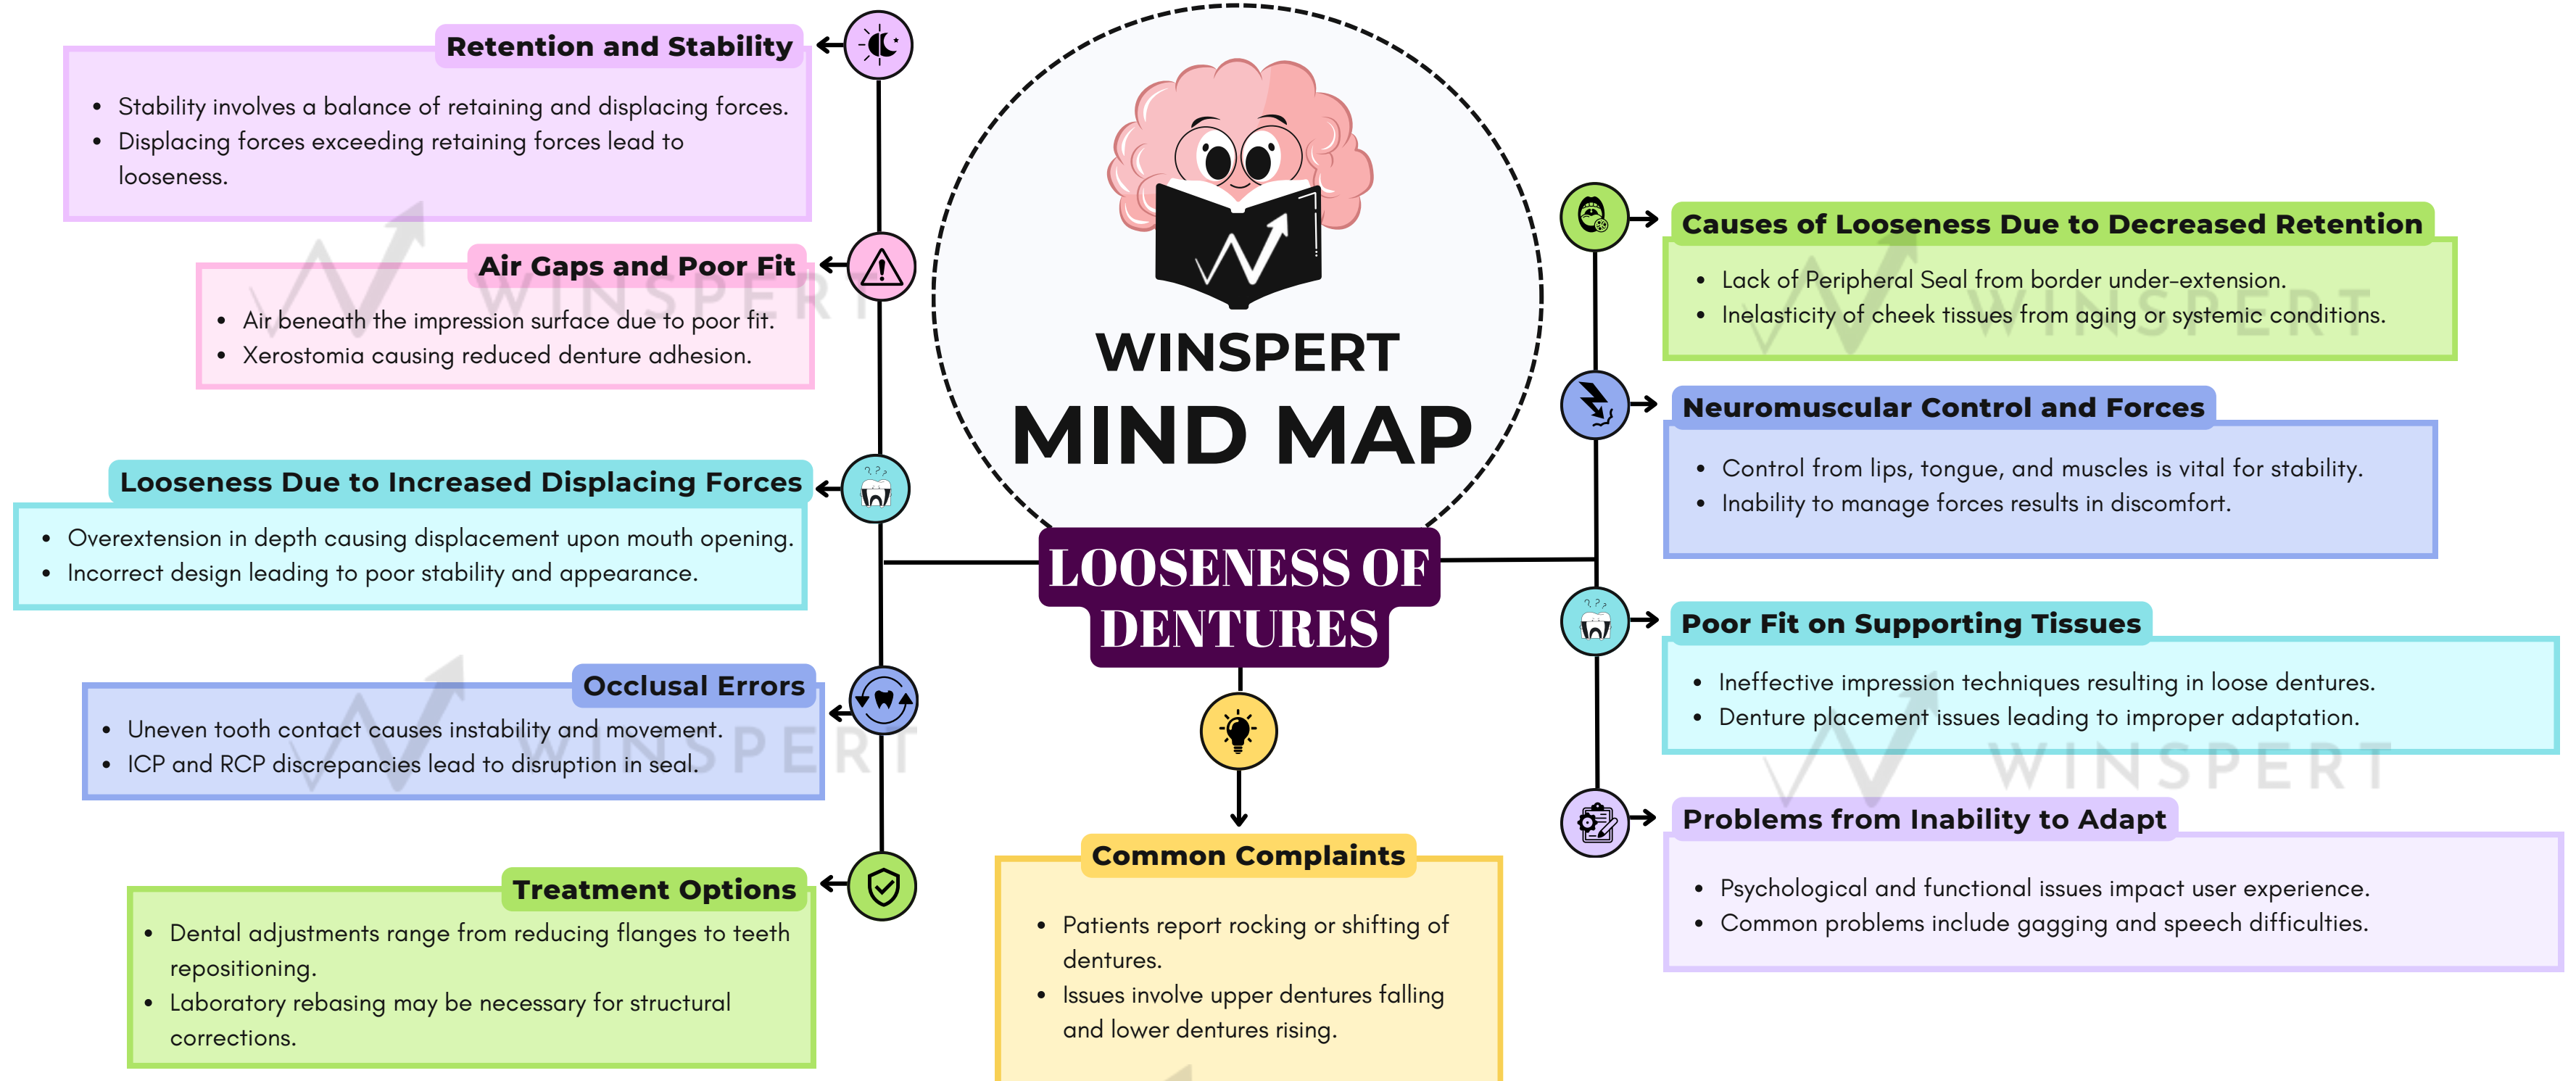 Retention and Stability
• Stability involves a balance of retaining and displacing forces.
• Displacing forces exceeding retaining forces lead to
looseness.
Air Gaps and Poor Fit
• Air beneath the impression surface due to poor fit.
• Xerostomia causing reduced denture adhesion.
Looseness Due to Increased Displacing Forces
• Overextension in depth causing displacement upon mouth opening.
• Incorrect design leading to poor stability and appearance.
Occlusal Errors
• Uneven tooth contact causes instability and movement.
• ICP and RCP discrepancies lead to disruption in seal.
Treatment Options
• Dental adjustments range from reducing flanges to teeth
repositioning.
• Laboratory rebasing may be necessary for structural
corrections.
WINSPERT
MIND MAP
LOOSENESS OF
DENTURES
Common Complaints
• Patients report rocking or shifting of
dentures.
• Issues involve upper dentures falling
and lower dentures rising.
Causes of Looseness Due to Decreased Retention
• Lack of Peripheral Seal from border under-extension.
• Inelasticity of cheek tissues from aging or systemic conditions.
Neuromuscular Control and Forces
• Control from lips, tongue, and muscles is vital for stability.
• Inability to manage forces results in discomfort.
Poor Fit on Supporting Tissues
• Ineffective impression techniques resulting in loose dentures.
• Denture placement issues leading to improper adaptation.
Problems from Inability to Adapt
• Psychological and functional issues impact user experience.
• Common problems include gagging and speech difficulties.
WINSPERT
WINSPERT
WINSPERT
WINSPERT